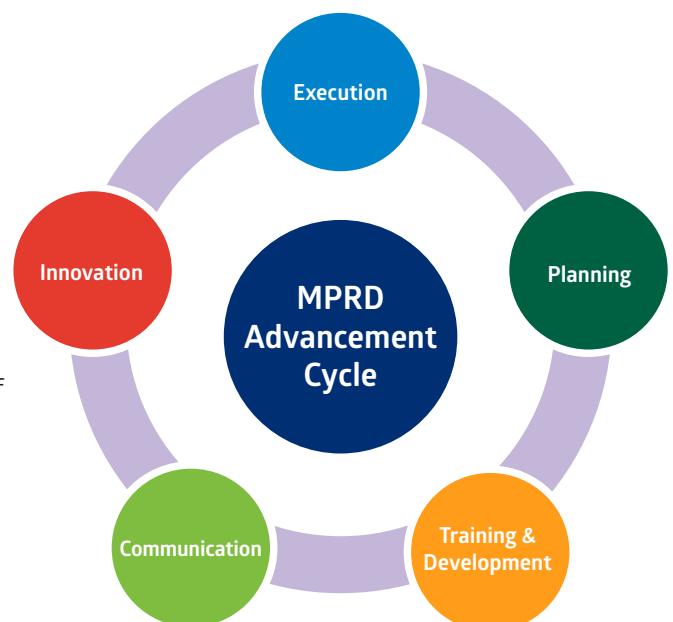 Execution
Innovation
Planning
MPRD
Advancement
Cycle
f
Communication
Training &
Development